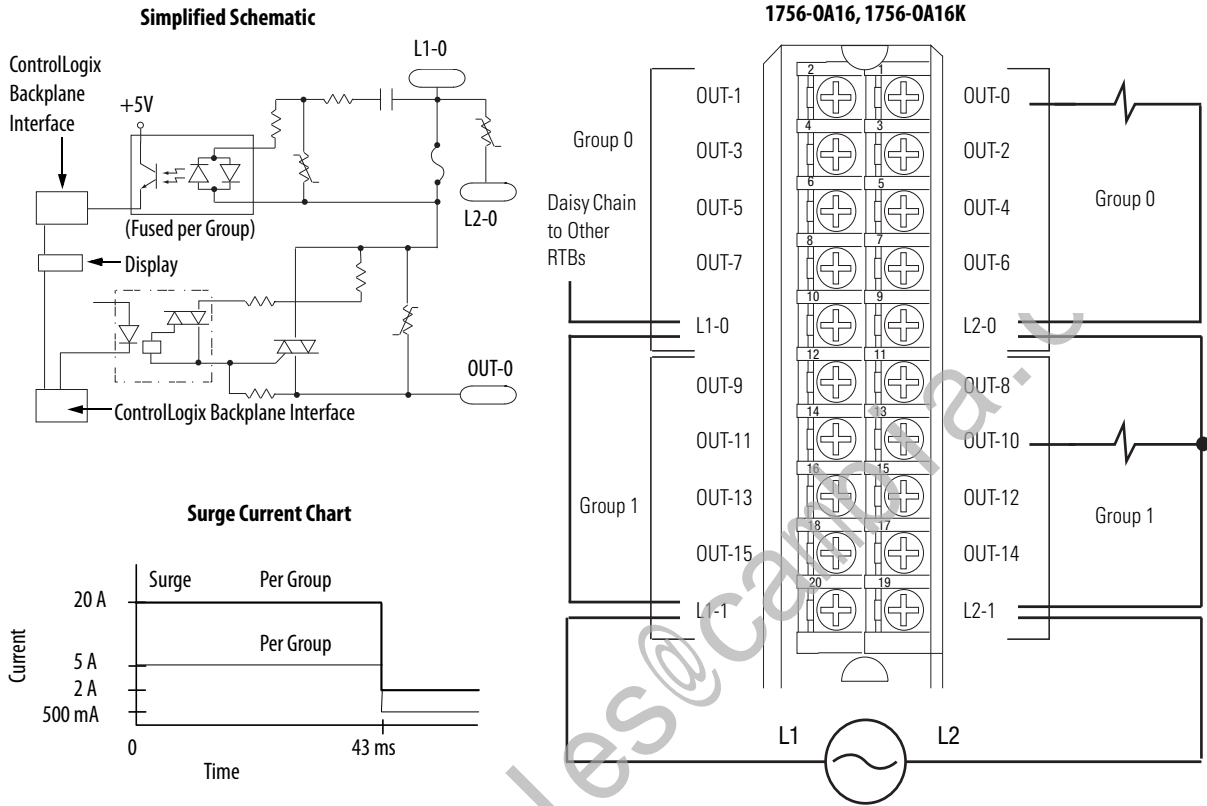 Simplified Schematic
ControlLogix
Backplane
Interface
+5V
L1-0
L2-0
(Fused per Group)
Display
OUT-0
ControlLogix Backplane Interface
Surge Current Chart
Current
20 A
5 A
2 A
500 mA
Surge
Per Group
Per Group
0
43 ms
Time
1756-OA16, 1756-OA16K
Group 0
Daisy Chain
to Other
RTBs
Group 1
OUT-1
OUT-3
OUT-5
OUT-7
L1-0
OUT-9
OUT-11
OUT-13
OUT-15
L1-1
2 1
4 3
6 5
8 7
10 9
12 11
14 13
16 15
18 17
20 19
OUT-0
OUT-2
OUT-4
OUT-6
L2-0
OUT-8
OUT-10
OUT-12
OUT-14
L2-1
Group 0
Group 1
L1
L2
les@cambia.c